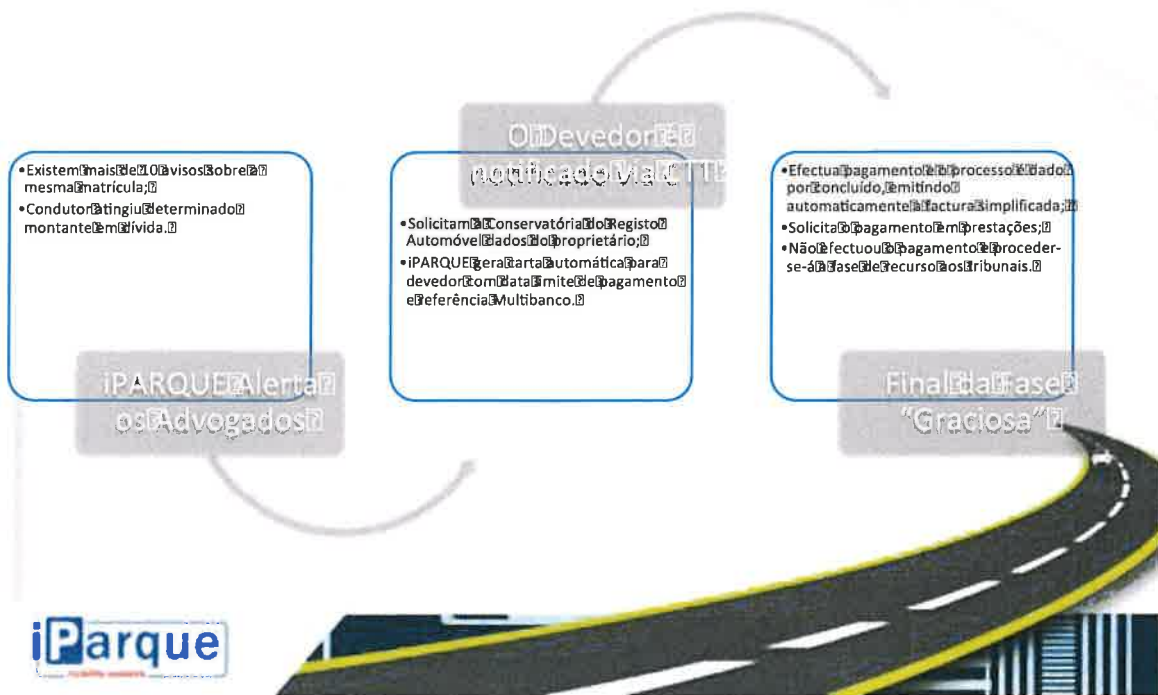 •Existem mais de 10 avisos sobre a
mesma matrícula;
•Condutor atingiu determinado
montante em dívida.
iPARQUE Alerta
os Advogados
O Devedor é
notificado via CTT
•Solicitam à Conservatória do Registo
Automóvel dados do proprietário;
•iPARQUE gera carta automática para
devedor com data limite de pagamento
e referência Multibanco.
•Efectua pagamento e o processo é dado
por concluído, emitindo
automaticamente a factura simplificada;
•Solicita o pagamento em prestações;
•Não efectuou o pagamento e proceder-
se-á à fase de recurso aos tribunais.
Final da Fase
“Graciosa”
iParque